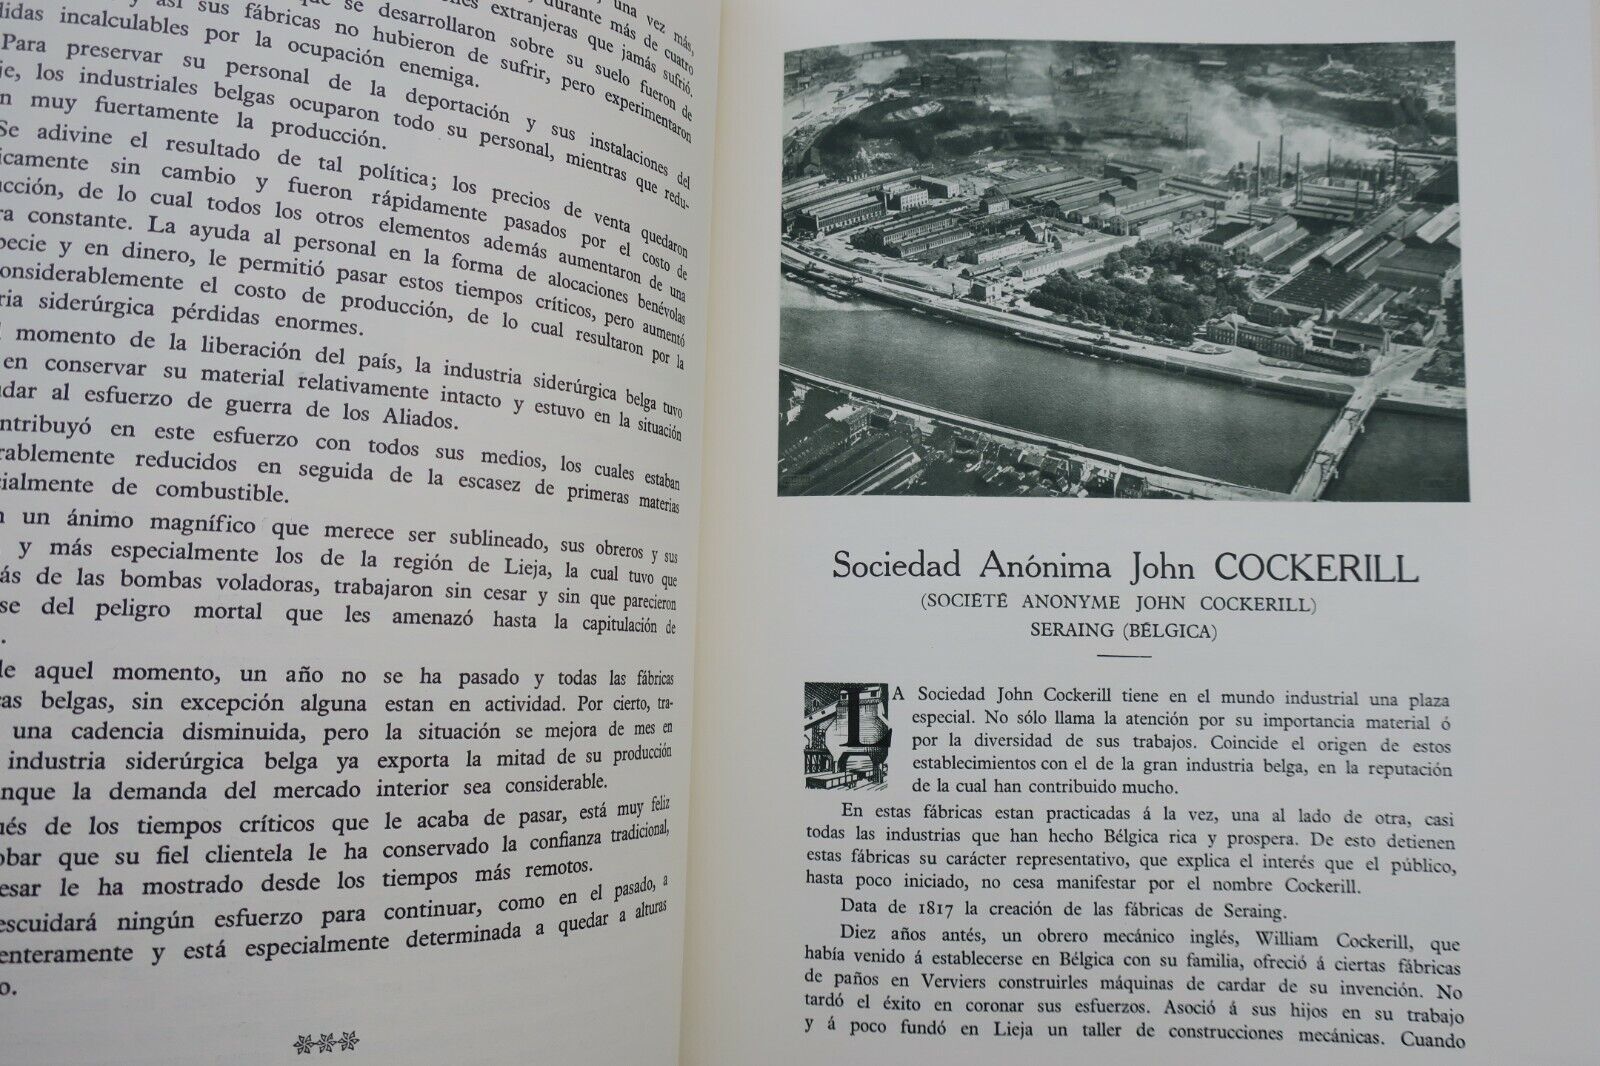 una vez más,
durante más de cuatro
extranjeras que jamás sufrió.
que se desarrollaron sobre su suelo fueron de
y así sus fábricas no hubieron de sufrir, pero experimentaron
incalculables por la ocupación enemiga.
Para preservar su personal de la deportación y sus instalaciones del
los industriales belgas ocuparon todo su personal, mientras que redu-
muy fuertemente la producción.
Se adivine el resultado de tal política; los precios de venta quedaron
sin cambio y fueron rápidamente pasados por el costo de
de lo cual todos los otros elementos además aumentaron de una
constante. La ayuda al personal en la forma de alocaciones benévolas
y en dinero, le permitió pasar estos tiempos críticos, pero aumentó
considerablemente el costo de producción, de lo cual resultaron por la
siderúrgica pérdidas enormes.
momento de la liberación del país, la industria siderúrgica belga tuvo
en conservar su material relativamente intacto y estuvo en la situación
al esfuerzo de guerra de los Aliados.
en este esfuerzo con todos sus medios, los cuales estaban
reducidos en seguida de la escasez de primeras materias
de combustible.
un ánimo magnífico que merece ser sublineado, sus obreros y sus
y más especialmente los de la región de Lieja, la cual tuvo que
de las bombas voladoras, trabajaron sin cesar y sin que parecieron
del peligro mortal que les amenazó hasta la capitulación de
aquel momento, un año no se ha pasado y todas las fábricas
belgas, sin excepción alguna estan en actividad. Por cierto, tra-
una cadencia disminuida, pero la situación se mejora de mes en
industria siderúrgica belga ya exporta la mitad de su producción
la demanda del mercado interior sea considerable.
de los tiempos críticos que le acaba de pasar, está muy feliz
que su fiel clientela le ha conservado la confianza tradicional,
le ha mostrado desde los tiempos más remotos.
ningún esfuerzo para continuar, como en el pasado, a
y está especialmente determinada a quedar a alturas
Sociedad Anónima John COCKERILL
(SOCIÉTÉ ANONYME JOHN COCKERILL)
SERAING (BÉLGICA)
LA Sociedad John Cockerill tiene en el mundo industrial una plaza
especial. No sólo llama la atención por su importancia material ó
por la diversidad de sus trabajos. Coincide el origen de estos
establecimientos con el de la gran industria belga, en la reputación
de la cual han contribuido mucho.
En estas fábricas estan practicadas á la vez, una al lado de otra, casi
todas las industrias que han hecho Bélgica rica y prospera. De esto detienen
estas fábricas su carácter representativo, que explica el interés que el público,
hasta poco iniciado, no cesa manifestar por el nombre Cockerill.
Data de 1817 la creación de las fábricas de Seraing.
Diez años antés, un obrero mecánico inglés, William Cockerill, que
había venido á establecerse en Bélgica con su familia, ofreció á ciertas fábricas
de paños en Verviers construirles máquinas de cardar de su invención. No
tardó el éxito en coronar sus esfuerzos. Asoció á sus hijos en su trabajo
y á poco fundó en Lieja un taller de construcciones mecánicas. Cuando